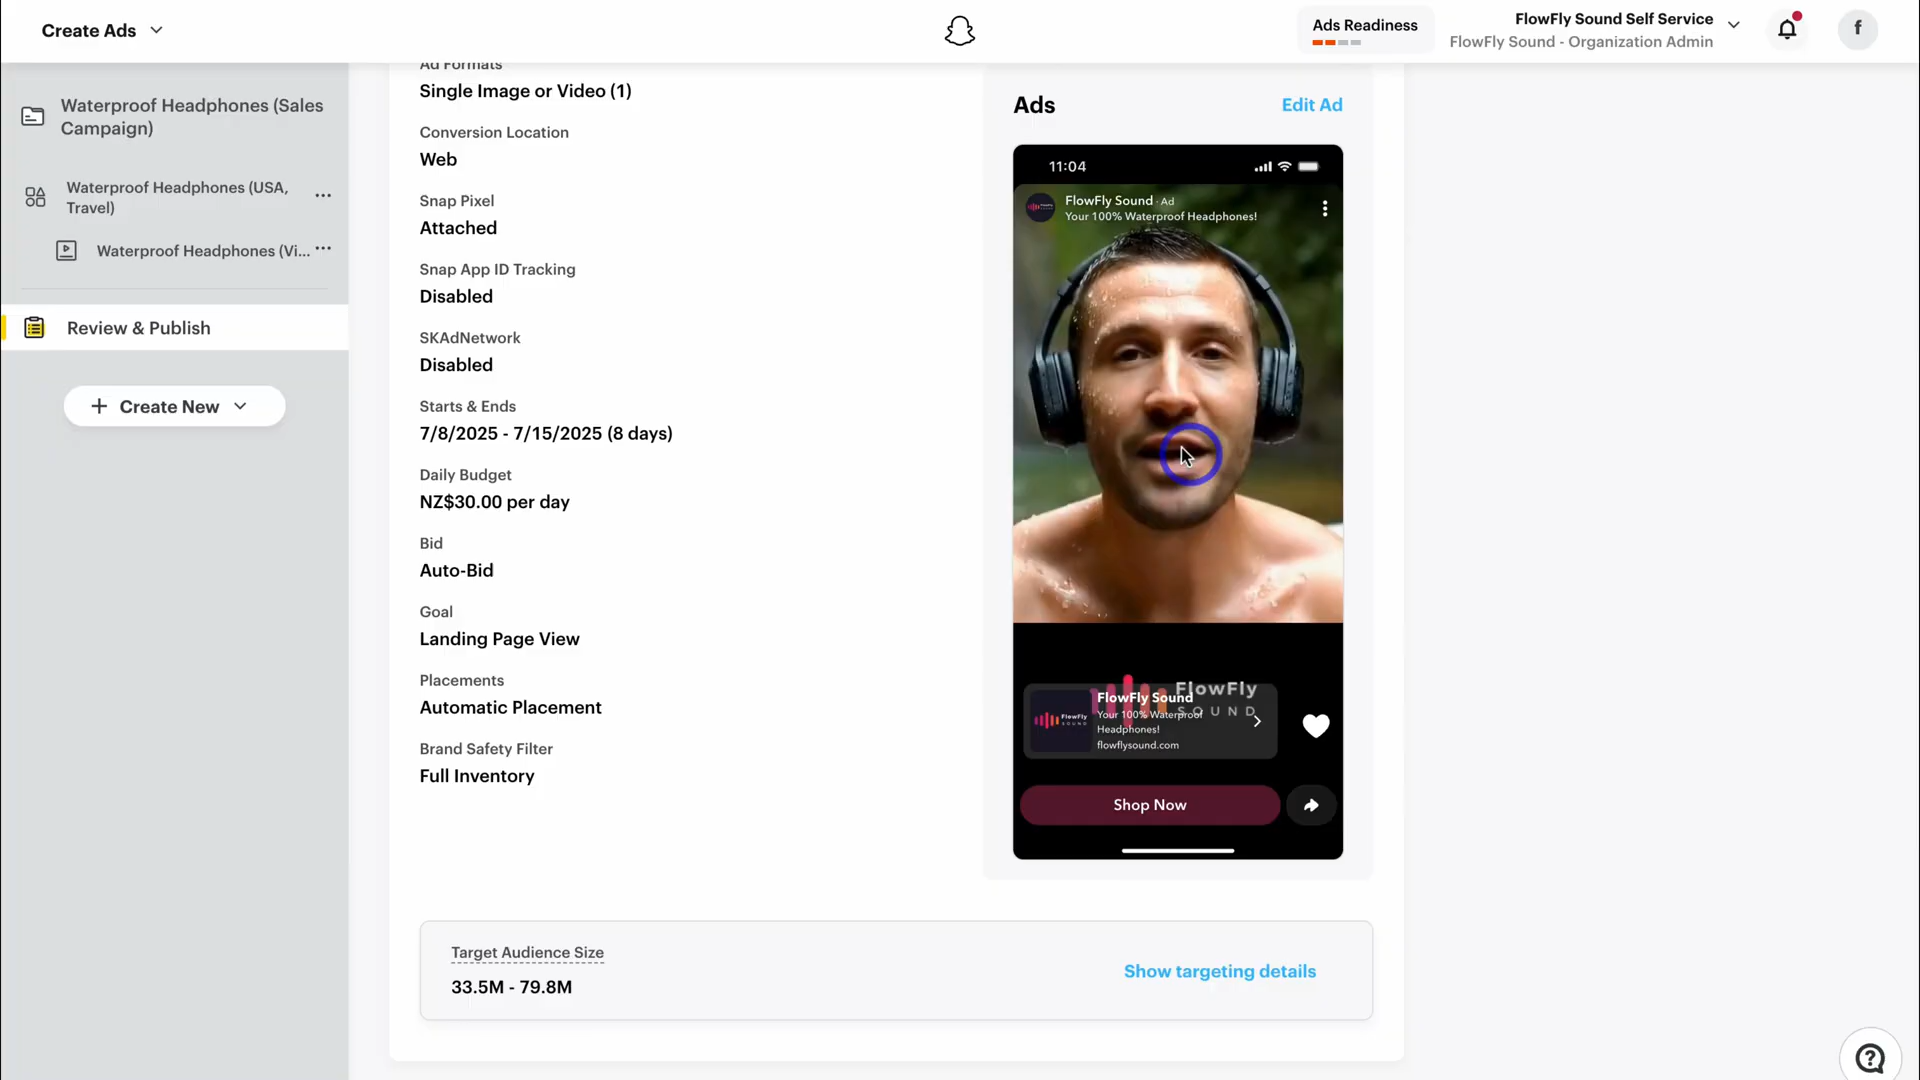 Create Ads
Ads Readiness
FlowFly Sound Self Service
FlowFly Sound - Organization Admin
f
Waterproof Headphones (Sales
Campaign)
Waterproof Headphones (USA,
Travel)
Waterproof Headphones (Vi...
Review & Publish
+ Create New
Ad Formats
Single Image or Video (1)
Conversion Location
Web
Snap Pixel
Attached
Snap App ID Tracking
Disabled
SKAdNetwork
Disabled
Starts & Ends
7/8/2025 - 7/15/2025 (8 days)
Daily Budget
NZ$30.00 per day
Bid
Auto-Bid
Goal
Landing Page View
Placements
Automatic Placement
Brand Safety Filter
Full Inventory
Ads
Edit Ad
11:04
FlowFly Sound · Ad
Your 100% Waterproof Headphones!
FlowFly
SOUND
FlowFly
SOUND
FlowFly Sound
Your 100% Waterproof
Headphones!
flowflysound.com
Shop Now
Target Audience Size
33.5M - 79.8M
Show targeting details